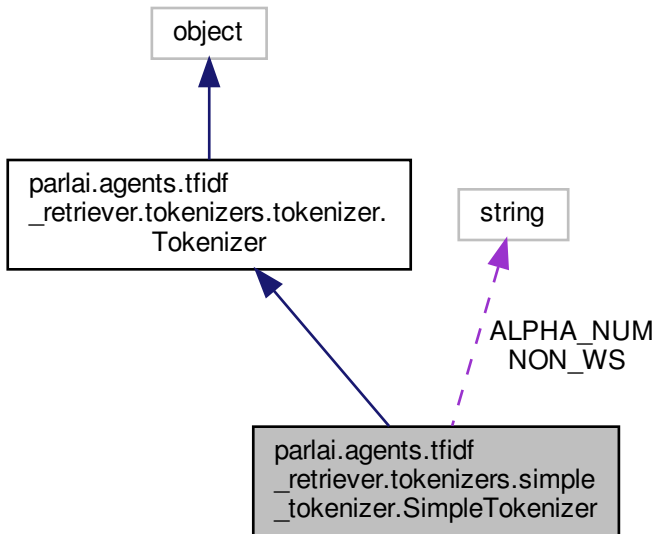 object
parlai.agents.tfidf
_retriever.tokenizers.tokenizer.
Tokenizer
string
ALPHA_NUM
NON_WS
parlai.agents.tfidf
_retriever.tokenizers.simple
_tokenizer.SimpleTokenizer